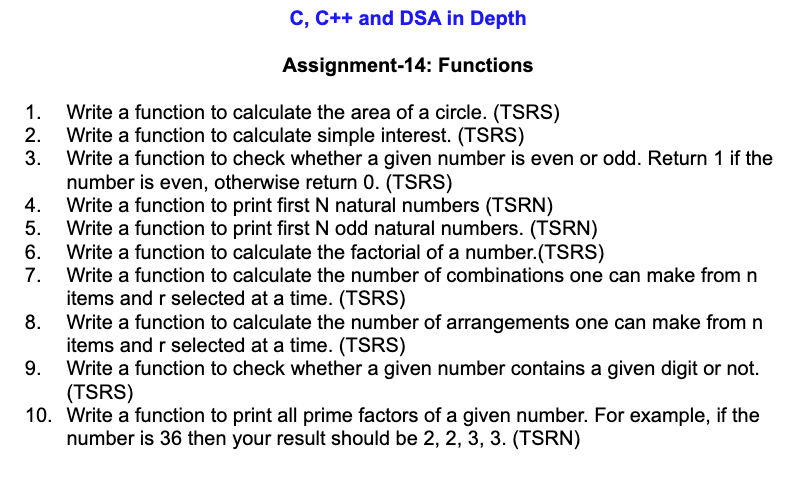 C, C++ and DSA in Depth
Assignment-14: Functions
1. Write a function to calculate the area of a circle. (TSRS)
2. Write a function to calculate simple interest. (TSRS)
3. Write a function to check whether a given number is even or odd. Return 1 if the
number is even, otherwise return 0. (TSRS)
4. Write a function to print first N natural numbers (TSRN)
5. Write a function to print first N odd natural numbers. (TSRN)
6. Write a function to calculate the factorial of a number.(TSRS)
7. Write a function to calculate the number of combinations one can make from n
items and r selected at a time. (TSRS)
8. Write a function to calculate the number of arrangements one can make from n
items and r selected at a time. (TSRS)
9. Write a function to check whether a given number contains a given digit or not.
(TSRS)
10. Write a function to print all prime factors of a given number. For example, if the
number is 36 then your result should be 2, 2, 3, 3. (TSRN)